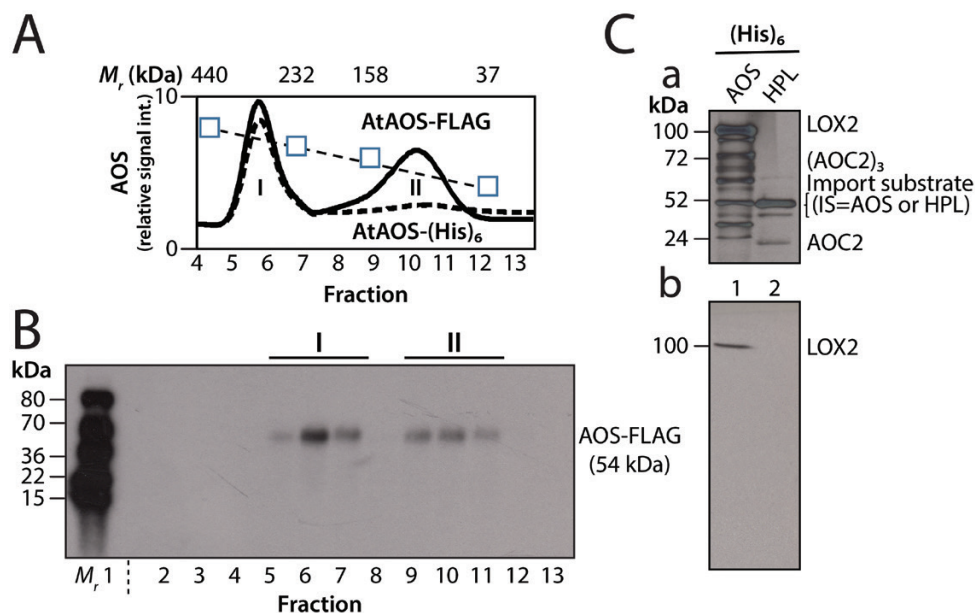 A
Mr (kDa) 440 232 158 37
10
AOS
(relative signal int.)
0
AtAOS-FLAG
I II
AtAOS-(His)6
4 5 6 7 8 9 10 11 12 13
Fraction
B
I II
kDa
80
70
36
22
15
AOS-FLAG
(54 kDa)
Mr 1 2 3 4 5 6 7 8 9 10 11 12 13
Fraction
C
(His)6
a
AOS HPL
kDa
100
72
52
24
LOX2
(AOC2)3
Import substrate
(IS=AOS or HPL)
AOC2
b
1 2
100
LOX2